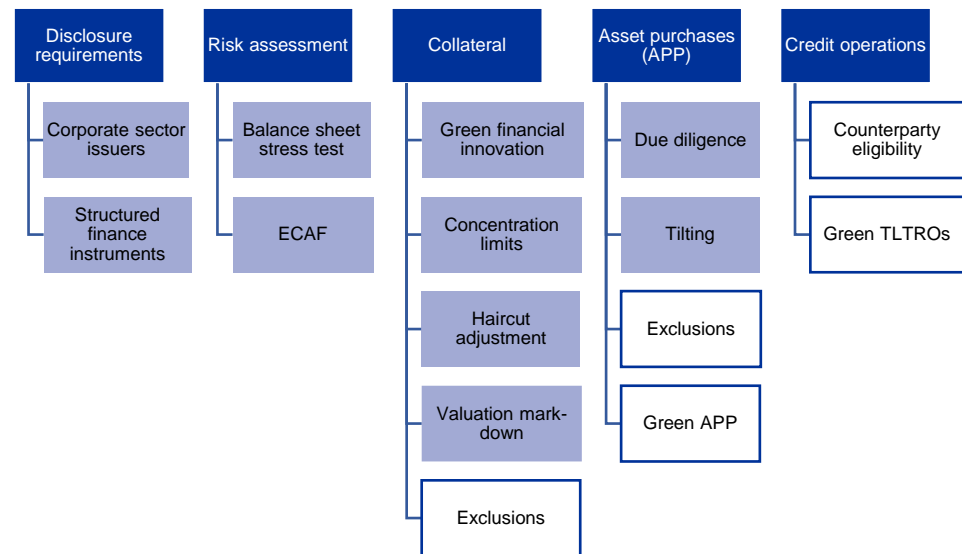 Disclosure
requirements
Corporate sector
issuers
Structured
finance
instruments
Risk assessment
Balance sheet
stress test
ECAF
Collateral
Green financial
innovation
Concentration
limits
Haircut
adjustment
Valuation mark-
down
Exclusions
Asset purchases
(APP)
Due diligence
Tilting
Exclusions
Green APP
Credit operations
Counterparty
eligibility
Green TLTROs